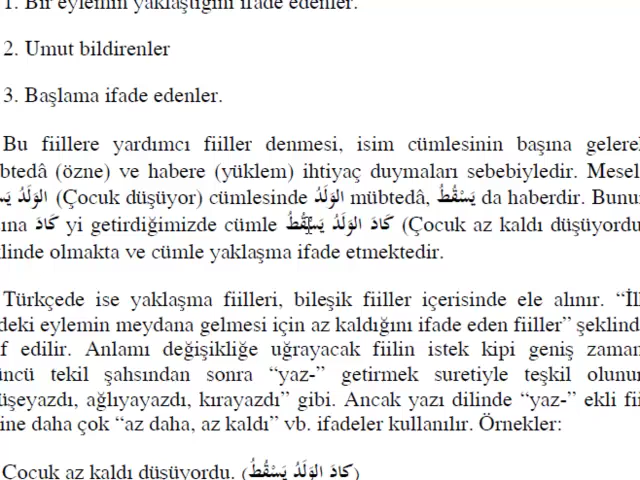 1. Bir eylemin yaklaştığını ifade edenler.
2. Umut bildirenler
3. Başlama ifade edenler.
Bu fiillere yardımcı fiiller denmesi, isim cümlesinin başına gelerek
btedâ (özne) ve habere (yüklem) ihtiyaç duymaları sebebiyledir. Mesel
الوَلَدُ (Çocuk düşüyor) cümlesinde الوَلَدُ mübtedâ, يَسْقُطُ da haberdir. Bunu
ına كَادَ yi getirdiğimizde cümle كَادَ الوَلَدُ يَسْقُطُ (Çocuk az kaldı düşüyordu
linde olmakta ve cümle yaklaşma ifade etmektedir.
Türkçede ise yaklaşma fiilleri, bileşik fiiller içerisinde ele alınır. “İl
deki eylemin meydana gelmesi için az kaldığını ifade eden fiiller” şeklind
f edilir. Anlamı değişikliğe uğrayacak fiilin istek kipi geniş zaman
üncü tekil şahsından sonra “yaz-” getirmek suretiyle teşkil olunu
üşeyazdı, ağlıyayazdı, kırayazdı” gibi. Ancak yazı dilinde “yaz-” ekli fii
ine daha çok “az daha, az kaldı” vb. ifadeler kullanılır. Örnekler:
Çocuk az kaldı düşüyordu. (كادَ الوَلَدُ يَسْقُطُ)